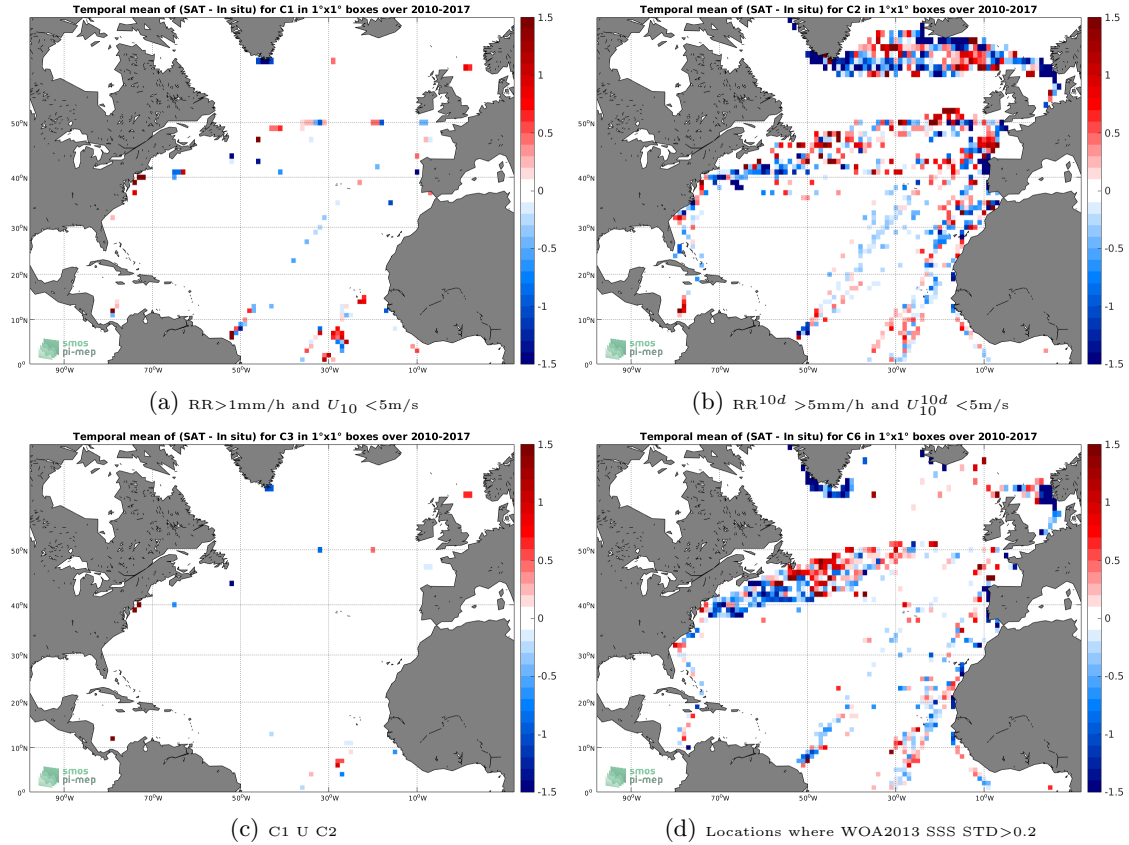 Temporal mean of (SAT - In situ) for C1 in 1°x1° boxes over 2010-2017
50°N
40°N
30°N
20°N
10°N
0°
90°W 70°W 50°W 30°W 10°W
1.5
1
0.5
0
-0.5
-1
-1.5
smos
pi-mep
(a) RR>1mm/h and U10 <5m/s
Temporal mean of (SAT - In situ) for C2 in 1°x1° boxes over 2010-2017
50°N
40°N
30°N
20°N
10°N
0°
90°W 70°W 50°W 30°W 10°W
1.5
1
0.5
0
-0.5
-1
-1.5
smos
pi-mep
(b) RR10d >5mm/h and U10 10d <5m/s
Temporal mean of (SAT - In situ) for C3 in 1°x1° boxes over 2010-2017
50°N
40°N
30°N
20°N
10°N
0°
90°W 70°W 50°W 30°W 10°W
1.5
1
0.5
0
-0.5
-1
-1.5
smos
pi-mep
(c) C1 U C2
Temporal mean of (SAT - In situ) for C6 in 1°x1° boxes over 2010-2017
50°N
40°N
30°N
20°N
10°N
0°
90°W 70°W 50°W 30°W 10°W
1.5
1
0.5
0
-0.5
-1
-1.5
smos
pi-mep
(d) Locations where WOA2013 SSS STD>0.2